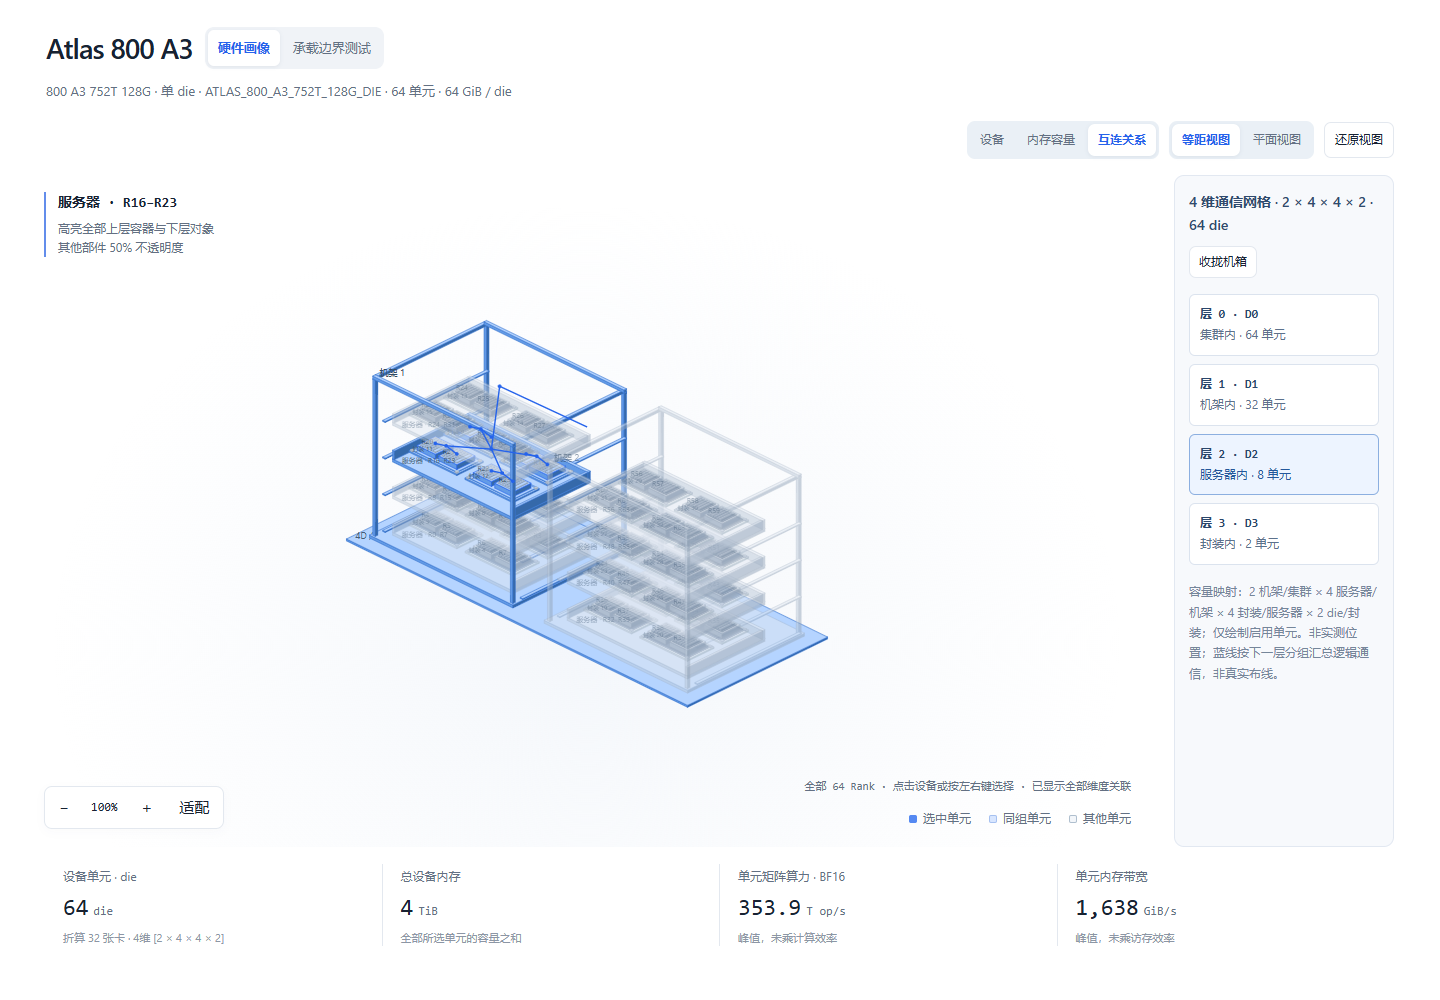 Atlas 800 A3
硬件画像
承载边界测试
800 A3 752T 128G · 单 die · ATLAS_800_A3_752T_128G_DIE · 64 单元 · 64 GiB / die
设备
内存容量
互连关系
等距视图
平面视图
还原视图
服务器 · R16–R23
高亮全部上层容器与下层对象
其他部件 50% 不透明度
机架 1
机架 2
4D
4 维通信网格 · 2 × 4 × 4 × 2 ·
64 die
收拢机箱
层 0 · D0
集群内 · 64 单元
层 1 · D1
机架内 · 32 单元
层 2 · D2
服务器内 · 8 单元
层 3 · D3
封装内 · 2 单元
容量映射：2 机架/集群 × 4 服务器/
机架 × 4 封装/服务器 × 2 die/封
装；仅绘制启用单元。非实测位
置；蓝线按下一层分组汇总逻辑通
信，非真实布线。
− 100% + 适配
全部 64 Rank · 点击设备或按左右键选择 · 已显示全部维度关联
选中单元
同组单元
其他单元
设备单元 · die
64 die
折算 32 张卡 · 4维 [2 × 4 × 4 × 2]
总设备内存
4 TiB
全部所选单元的容量之和
单元矩阵算力 · BF16
353.9 T op/s
峰值，未乘计算效率
单元内存带宽
1,638 GiB/s
峰值，未乘访存效率